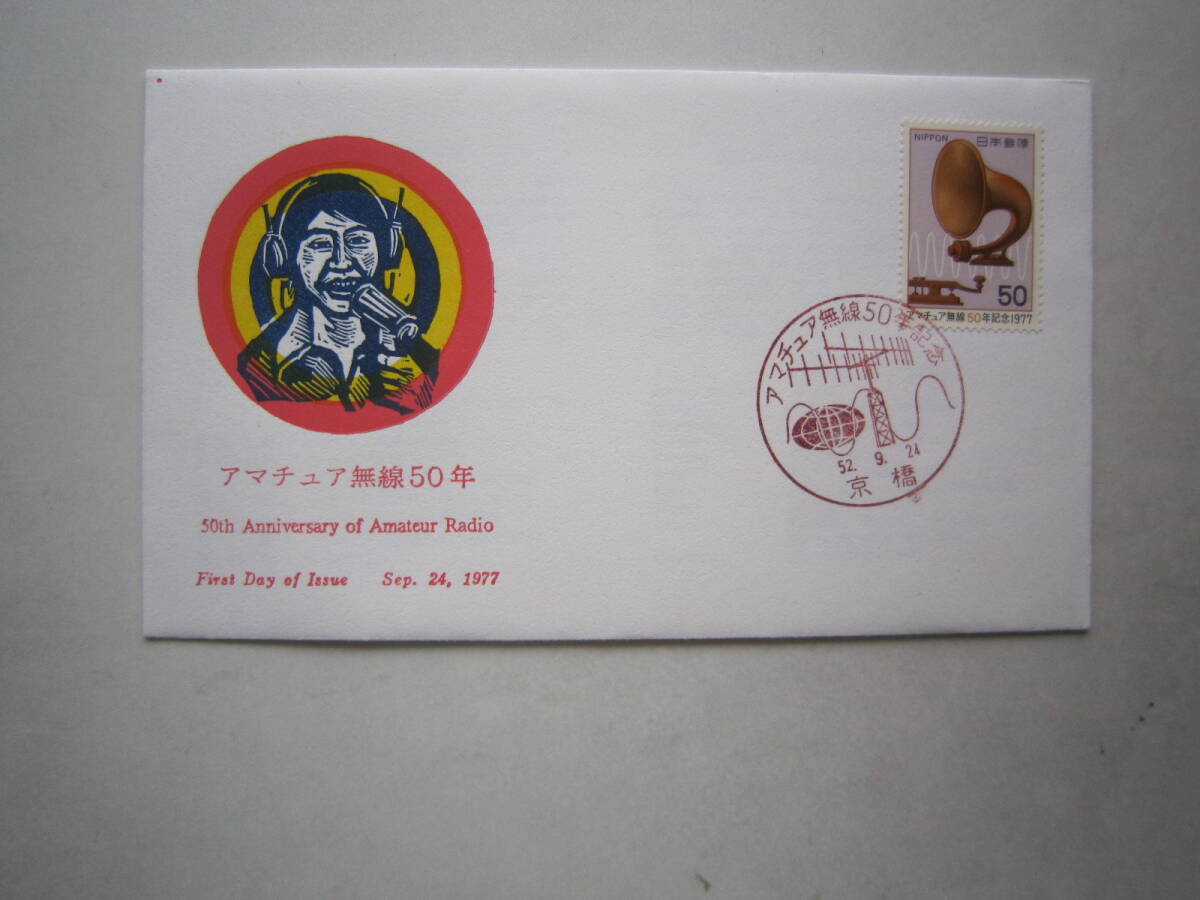 アマチュア無線50年
50th Anniversary of Amateur Radio
First Day of Issue Sep. 24, 1977
NIPPON 日本郵便
50
アマチュア無線50年記念1977
アマチュア無線50年記念
52. 9. 24
京橋